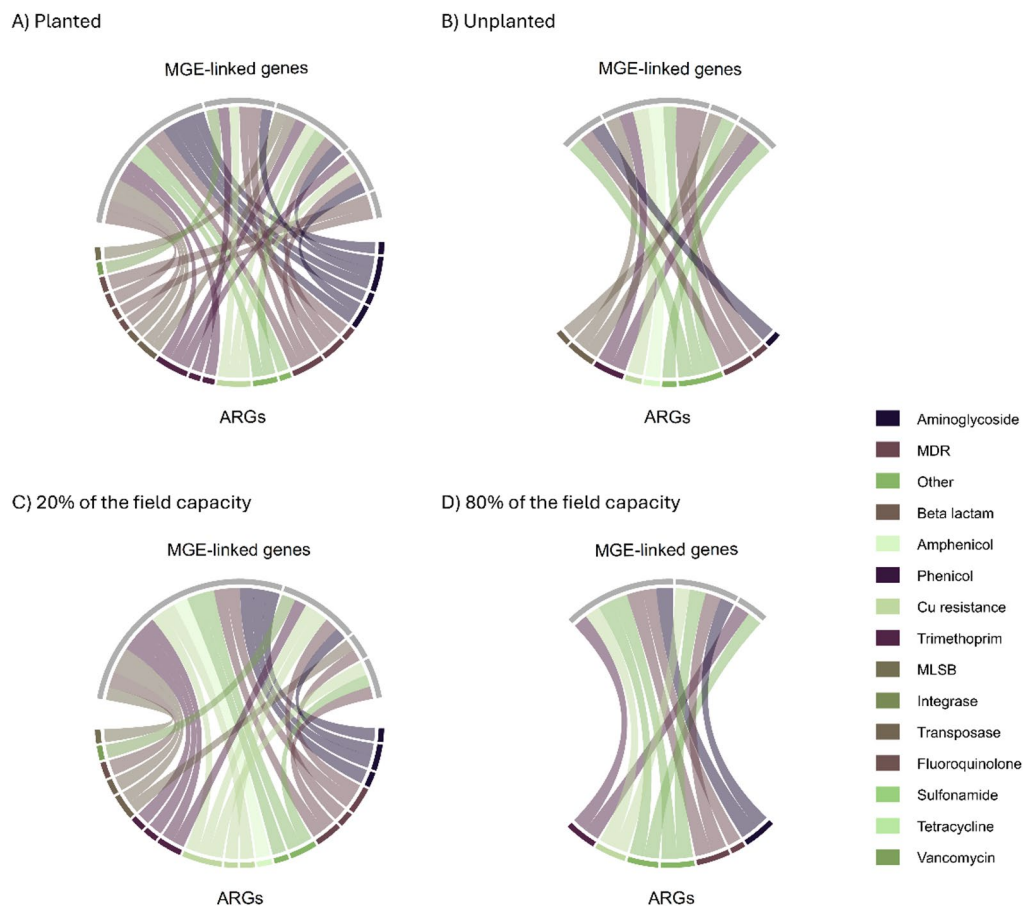 A) Planted
B) Unplanted
MGE-linked genes
MGE-linked genes
ARGs
ARGs
C) 20% of the field capacity
D) 80% of the field capacity
MGE-linked genes
MGE-linked genes
ARGs
ARGs
Aminoglycoside
MDR
Other
Beta lactam
Amphenicol
Phenicol
Cu resistance
Trimethoprim
MLSB
Integrase
Transposase
Fluoroquinolone
Sulfonamide
Tetracycline
Vancomycin